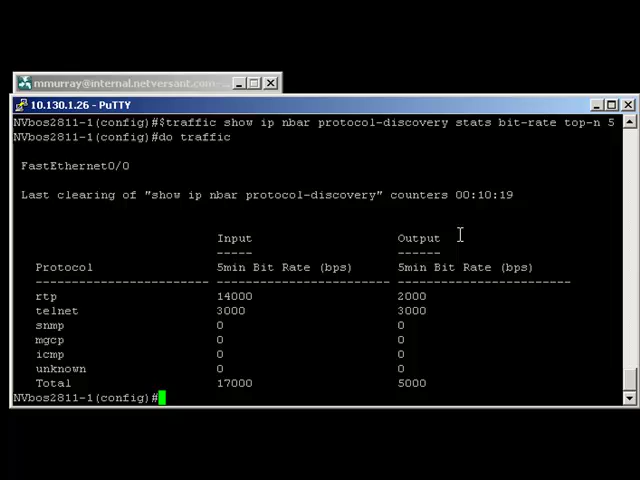 mmurray@internal.netversant.com
10.130.1.26 - PuTTY
NVbos2811-1(config)#$traffic show ip nbar protocol-discovery stats bit-rate top-n 5
NVbos2811-1(config)#do traffic
FastEthernet0/0
Last clearing of "show ip nbar protocol-discovery" counters 00:10:19
Input Output
----- ------
Protocol 5min Bit Rate (bps) 5min Bit Rate (bps)
------------------------ ------------------------ ------------------------
rtp 14000 2000
telnet 3000 3000
snmp 0 0
mgcp 0 0
icmp 0 0
unknown 0 0
Total 17000 5000
NVbos2811-1(config)#